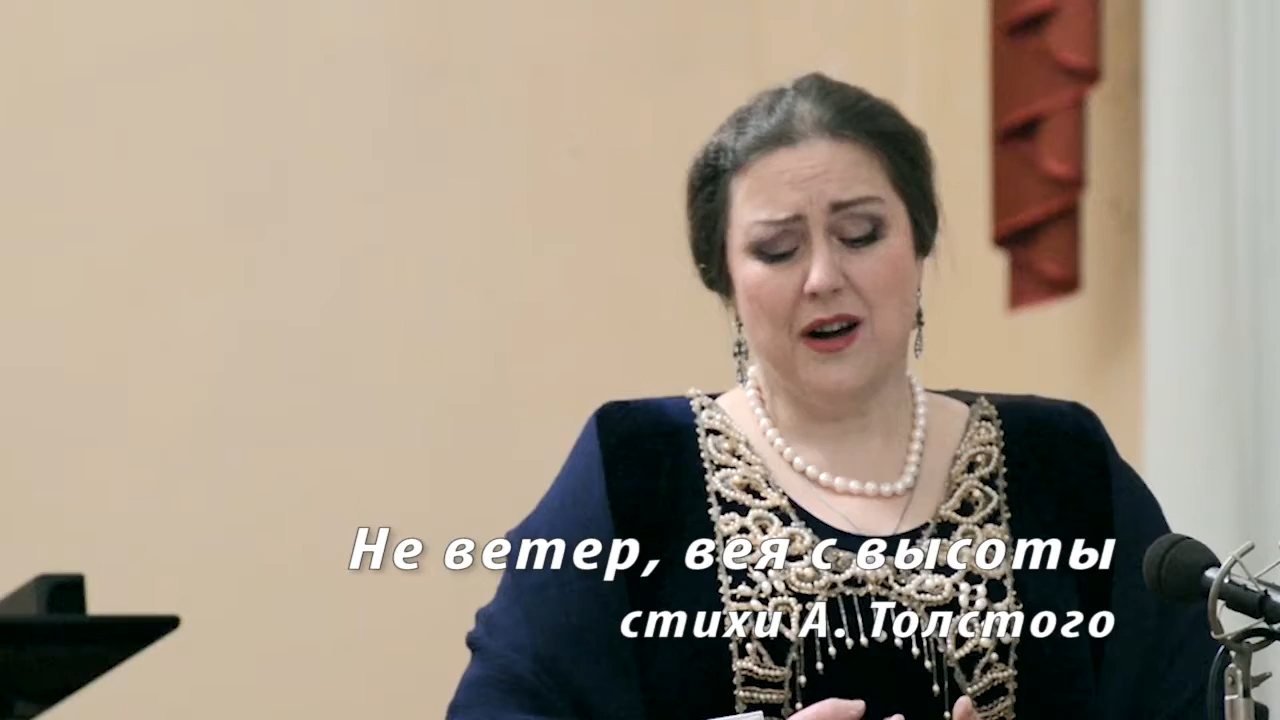 Не ветер, вея с высоты
стихи А. Толстого